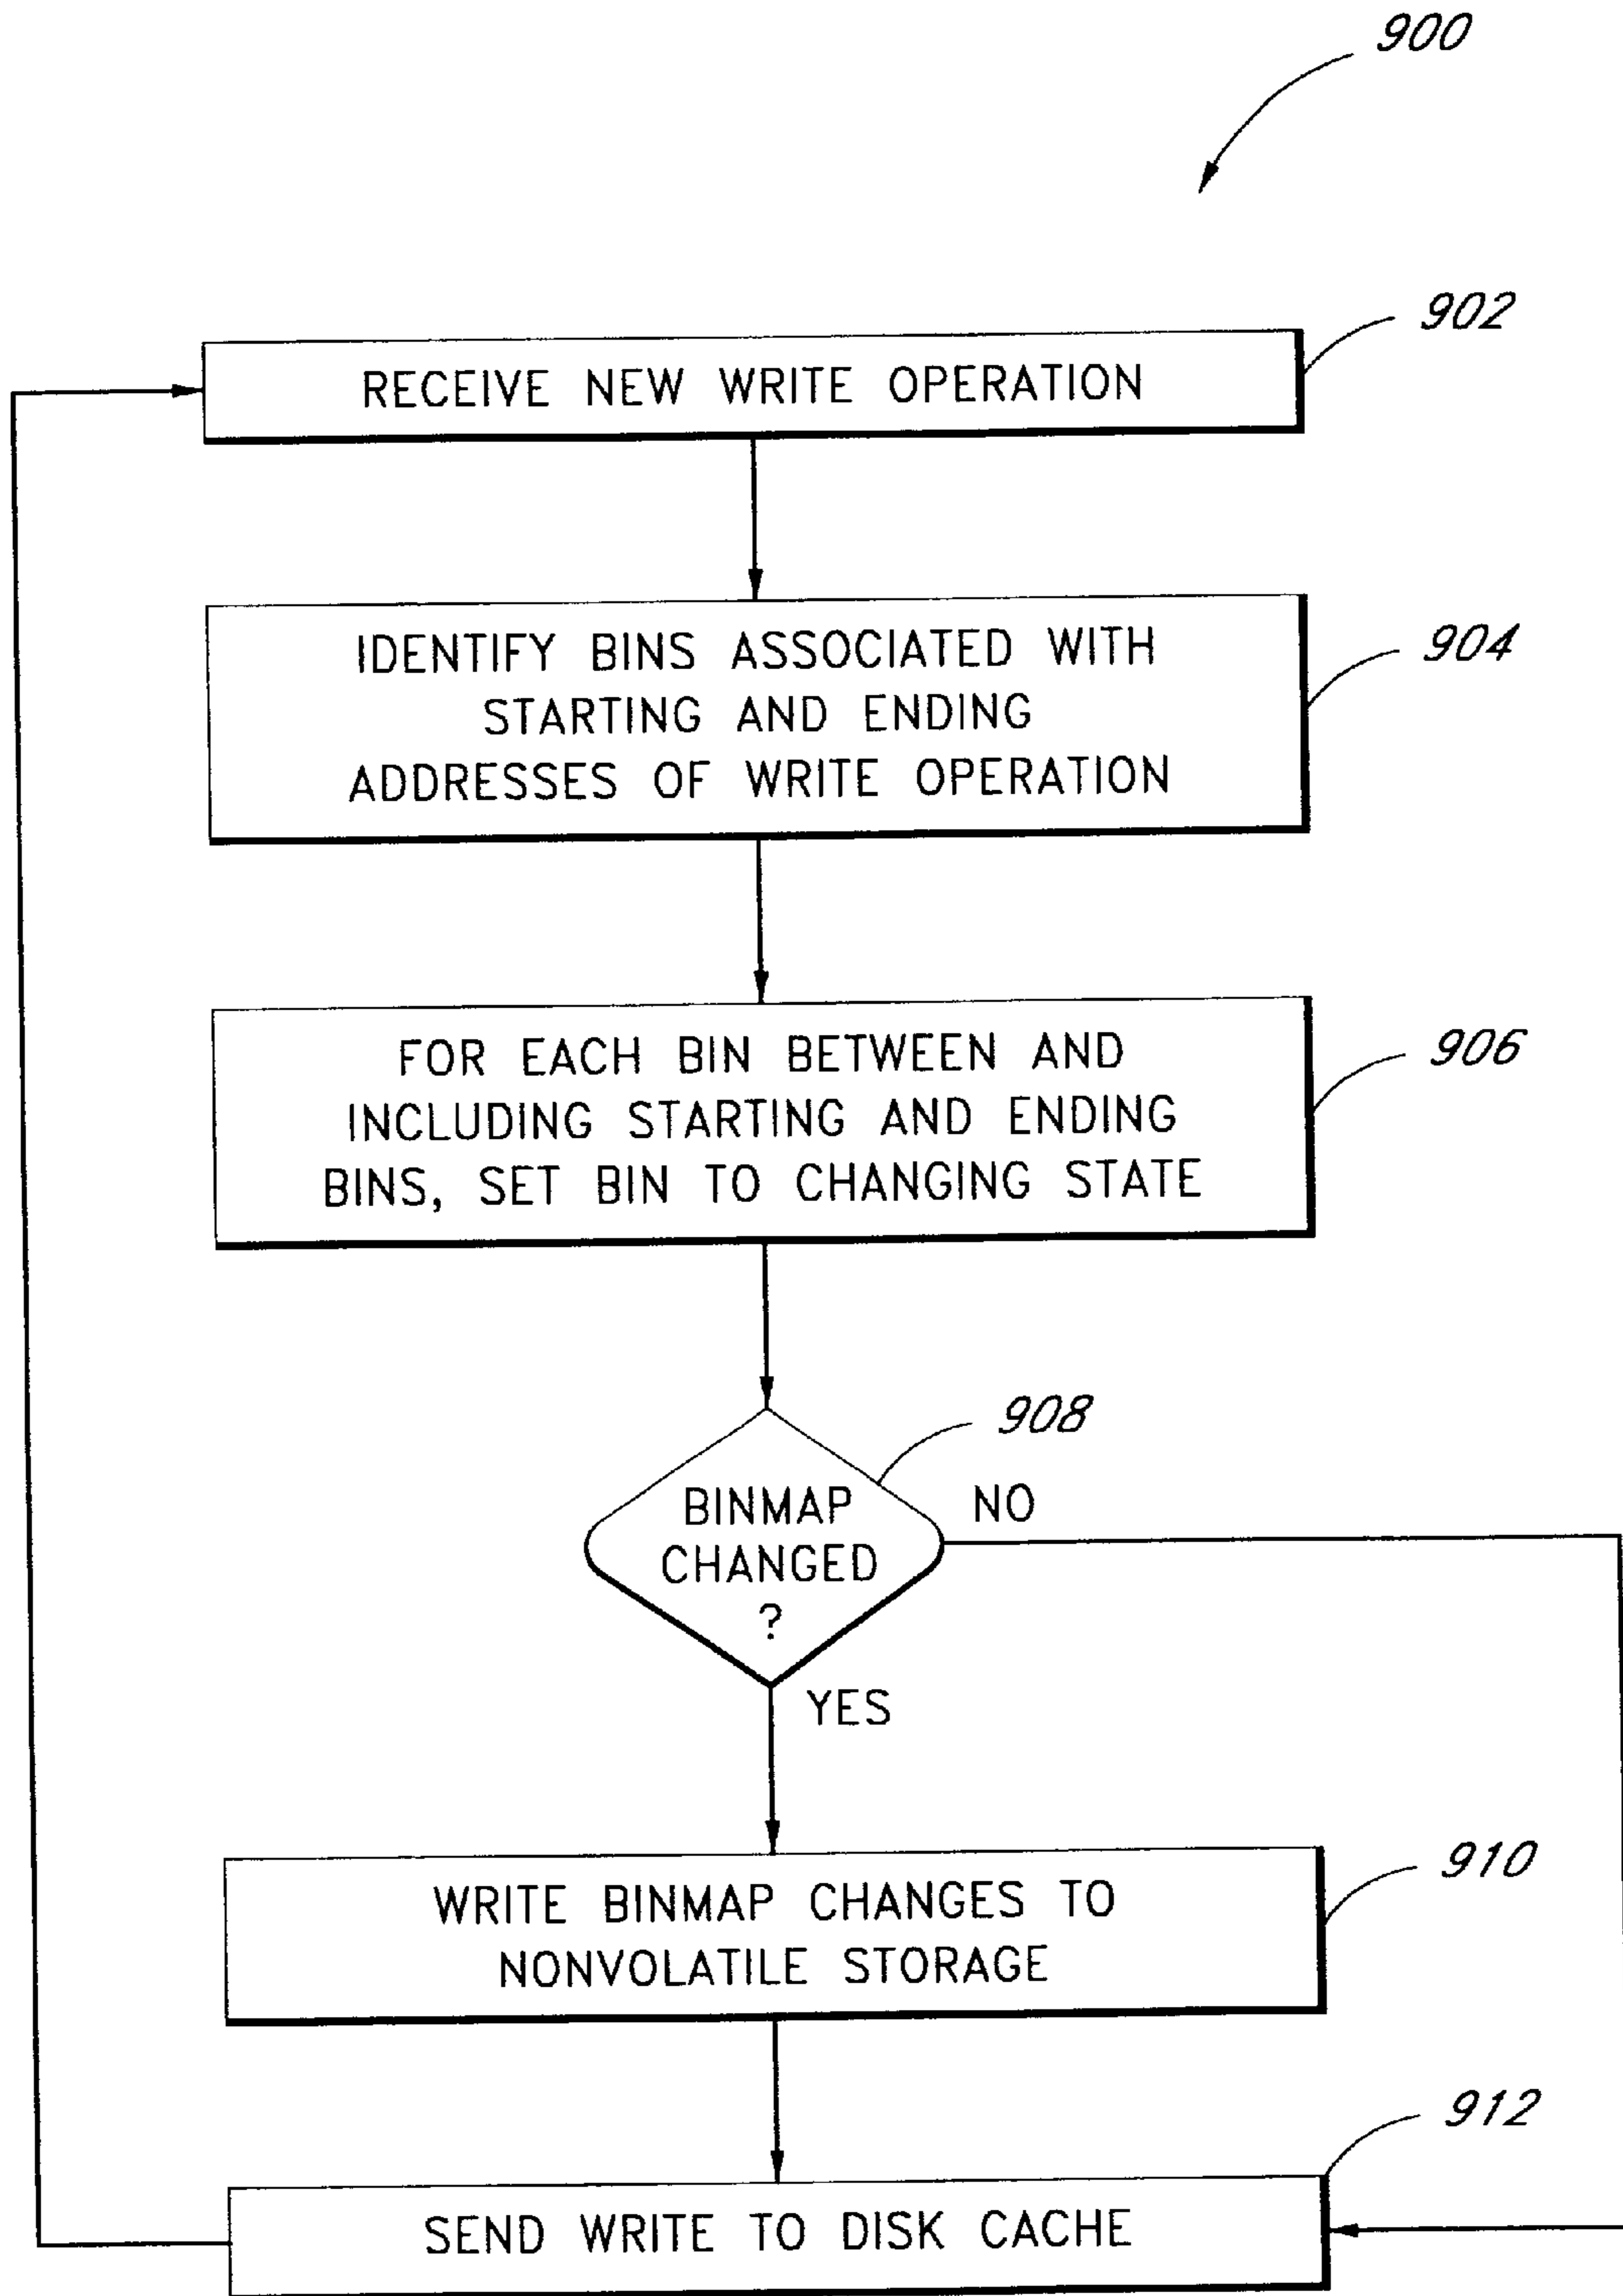 900
902
RECEIVE NEW WRITE OPERATION
904
IDENTIFY BINS ASSOCIATED WITH
STARTING AND ENDING
ADDRESSES OF WRITE OPERATION
906
FOR EACH BIN BETWEEN AND
INCLUDING STARTING AND ENDING
BINS, SET BIN TO CHANGING STATE
908
BINMAP
CHANGED
?
NO
YES
910
WRITE BINMAP CHANGES TO
NONVOLATILE STORAGE
912
SEND WRITE TO DISK CACHE